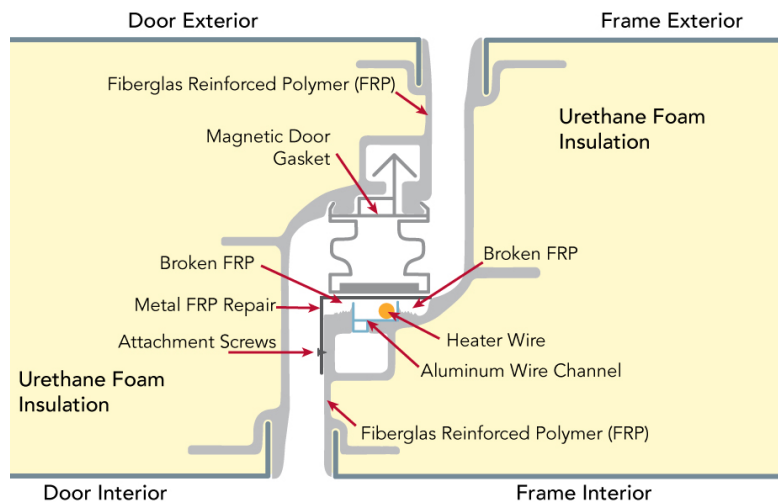 Door Exterior
Frame Exterior
Fiberglas Reinforced Polymer (FRP)
Urethane Foam
Insulation
Magnetic Door
Gasket
Broken FRP
Broken FRP
Metal FRP Repair
Attachment Screws
Heater Wire
Aluminum Wire Channel
Urethane Foam
Insulation
Fiberglas Reinforced Polymer (FRP)
Door Interior
Frame Interior